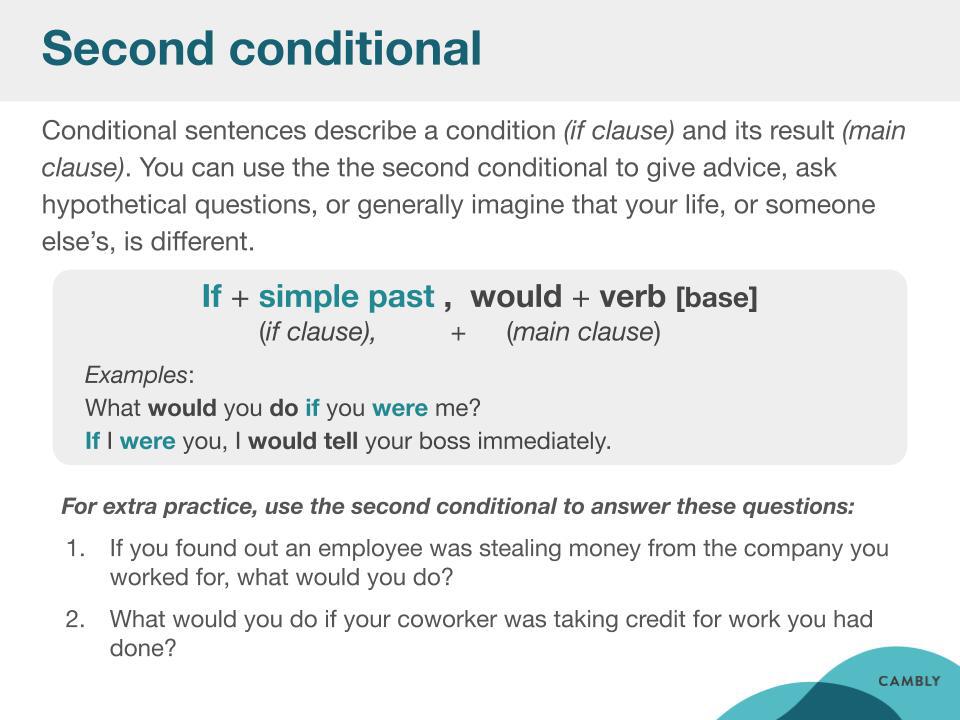 Second conditional
Conditional sentences describe a condition (if clause) and its result (main
clause). You can use the the second conditional to give advice, ask
hypothetical questions, or generally imagine that your life, or someone
else’s, is different.
If + simple past , would + verb [base]
(if clause), + (main clause)
Examples:
What would you do if you were me?
If I were you, I would tell your boss immediately.
For extra practice, use the second conditional to answer these questions:
1. If you found out an employee was stealing money from the company you
worked for, what would you do?
2. What would you do if your coworker was taking credit for work you had
done?
CAMBLY